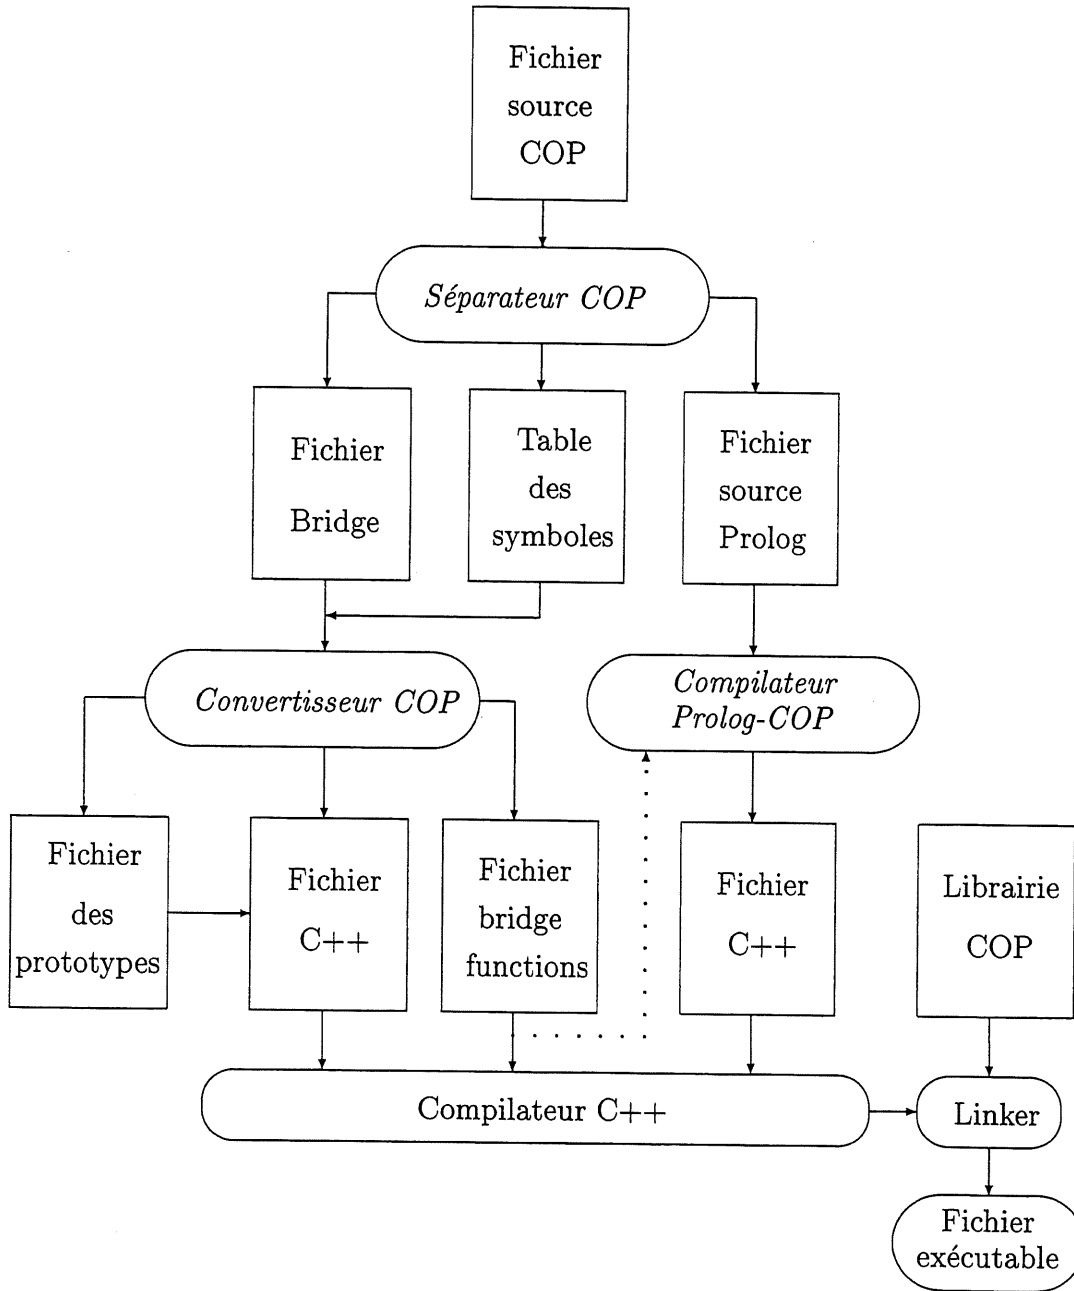 Fichier
source
COP
Séparateur COP
Fichier
Bridge
Table
des
symboles
Fichier
source
Prolog
Convertisseur COP
Compilateur
Prolog-COP
Fichier
des
prototypes
Fichier
C++
Fichier
bridge
functions
Fichier
C++
Librairie
COP
Compilateur C++
Linker
Fichier
exécutable